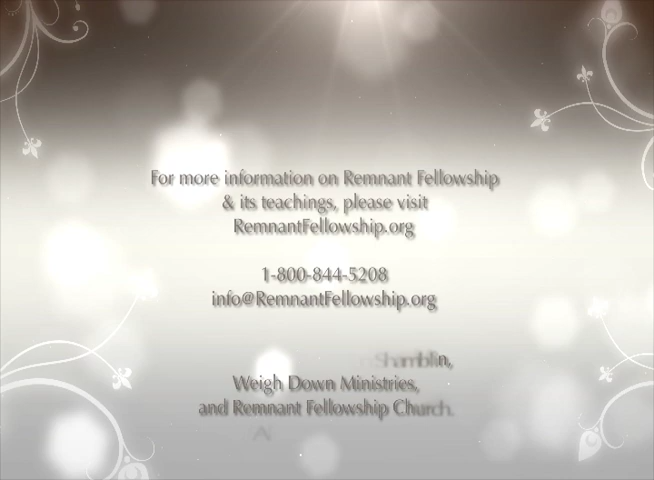 For more information on Remnant Fellowship
& its teachings, please visit
RemnantFellowship.org
1-800-844-5208
info@RemnantFellowship.org
Shamblin,
Weigh Down Ministries,
and Remnant Fellowship Church.